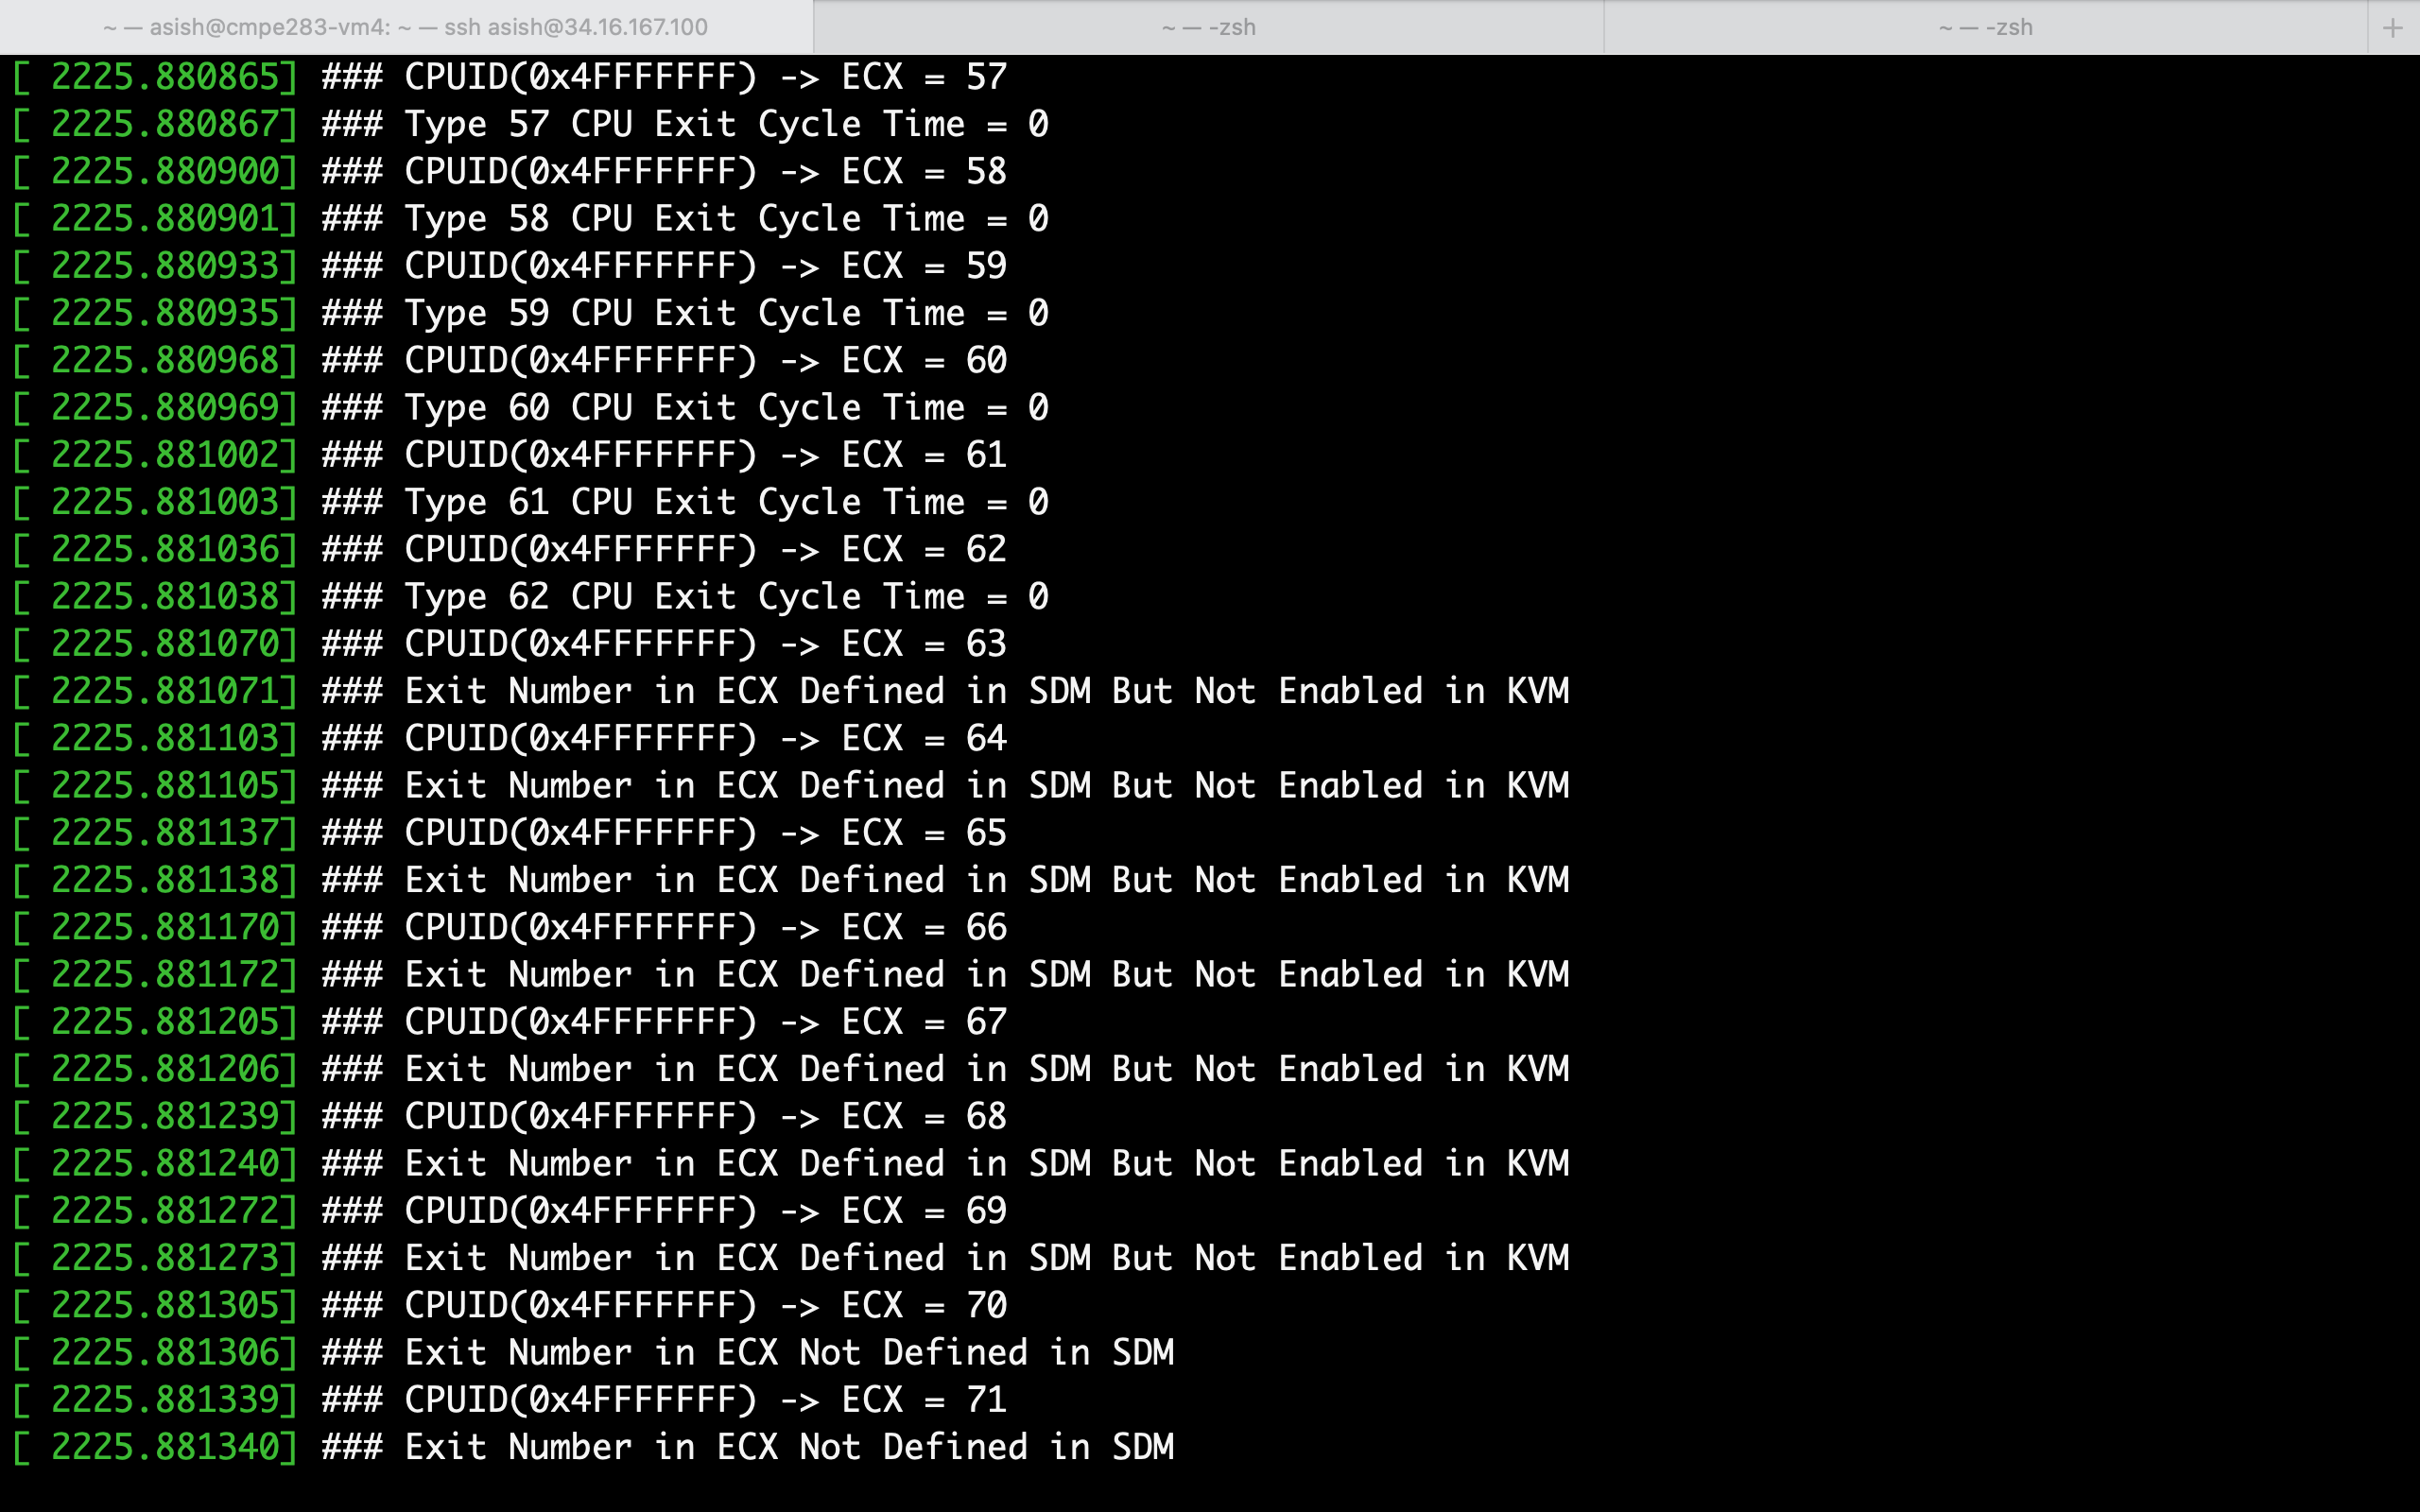 ~ — asish@cmpe283-vm4: ~ — ssh asish@34.16.167.100
~ — -zsh
~ — -zsh
+
[ 2225.880865] ### CPUID(0x4FFFFFFF) -> ECX = 57
[ 2225.880867] ### Type 57 CPU Exit Cycle Time = 0
[ 2225.880900] ### CPUID(0x4FFFFFFF) -> ECX = 58
[ 2225.880901] ### Type 58 CPU Exit Cycle Time = 0
[ 2225.880933] ### CPUID(0x4FFFFFFF) -> ECX = 59
[ 2225.880935] ### Type 59 CPU Exit Cycle Time = 0
[ 2225.880968] ### CPUID(0x4FFFFFFF) -> ECX = 60
[ 2225.880969] ### Type 60 CPU Exit Cycle Time = 0
[ 2225.881002] ### CPUID(0x4FFFFFFF) -> ECX = 61
[ 2225.881003] ### Type 61 CPU Exit Cycle Time = 0
[ 2225.881036] ### CPUID(0x4FFFFFFF) -> ECX = 62
[ 2225.881038] ### Type 62 CPU Exit Cycle Time = 0
[ 2225.881070] ### CPUID(0x4FFFFFFF) -> ECX = 63
[ 2225.881071] ### Exit Number in ECX Defined in SDM But Not Enabled in KVM
[ 2225.881103] ### CPUID(0x4FFFFFFF) -> ECX = 64
[ 2225.881105] ### Exit Number in ECX Defined in SDM But Not Enabled in KVM
[ 2225.881137] ### CPUID(0x4FFFFFFF) -> ECX = 65
[ 2225.881138] ### Exit Number in ECX Defined in SDM But Not Enabled in KVM
[ 2225.881170] ### CPUID(0x4FFFFFFF) -> ECX = 66
[ 2225.881172] ### Exit Number in ECX Defined in SDM But Not Enabled in KVM
[ 2225.881205] ### CPUID(0x4FFFFFFF) -> ECX = 67
[ 2225.881206] ### Exit Number in ECX Defined in SDM But Not Enabled in KVM
[ 2225.881239] ### CPUID(0x4FFFFFFF) -> ECX = 68
[ 2225.881240] ### Exit Number in ECX Defined in SDM But Not Enabled in KVM
[ 2225.881272] ### CPUID(0x4FFFFFFF) -> ECX = 69
[ 2225.881273] ### Exit Number in ECX Defined in SDM But Not Enabled in KVM
[ 2225.881305] ### CPUID(0x4FFFFFFF) -> ECX = 70
[ 2225.881306] ### Exit Number in ECX Not Defined in SDM
[ 2225.881339] ### CPUID(0x4FFFFFFF) -> ECX = 71
[ 2225.881340] ### Exit Number in ECX Not Defined in SDM